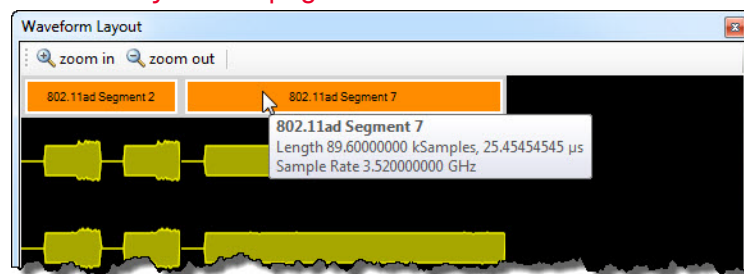 Waveform Layout
zoom in zoom out
802.11ad Segment 2 802.11ad Segment 7
802.11ad Segment 7
Length 89.60000000 kSamples, 25.45454545 µs
Sample Rate 3.520000000 GHz